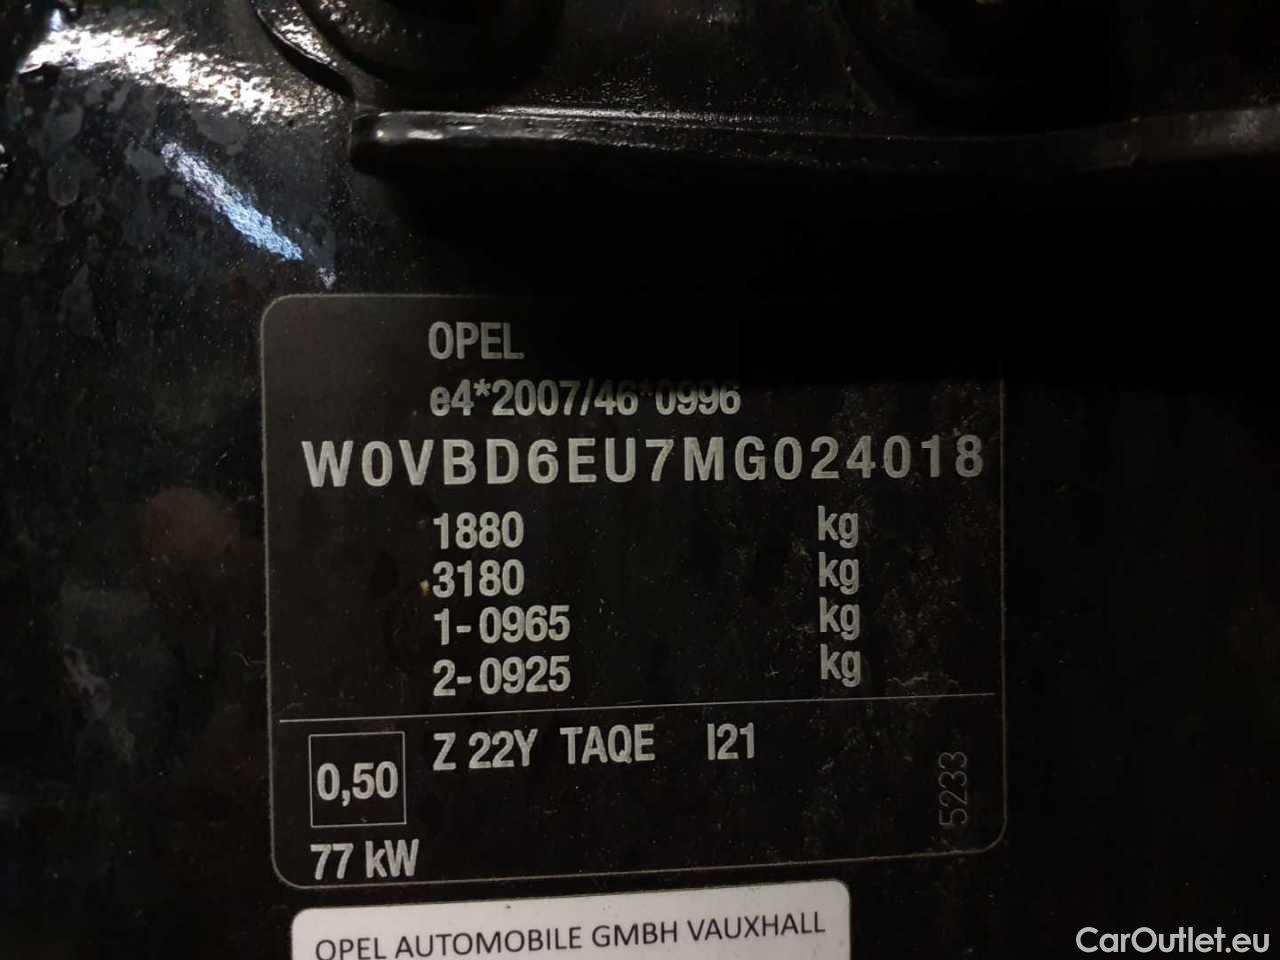 OPEL
e4*2007/46*0996
W0VBD6EU7MG024018
1880 kg
3180 kg
1-0965 kg
2-0925 kg
0,50 Z 22Y TAQE I21
77 kW
5233
OPEL AUTOMOBILE GMBH VAUXHALL
CarOutlet.eu